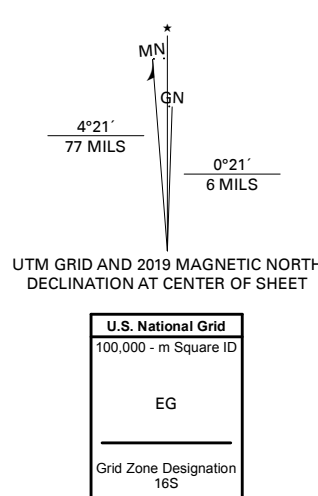 MN
GN
4°21´
77 MILS
0°21´
6 MILS
UTM GRID AND 2019 MAGNETIC NORTH
DECLINATION AT CENTER OF SHEET
U.S. National Grid
100,000 - m Square ID
EG
Grid Zone Designation
16S